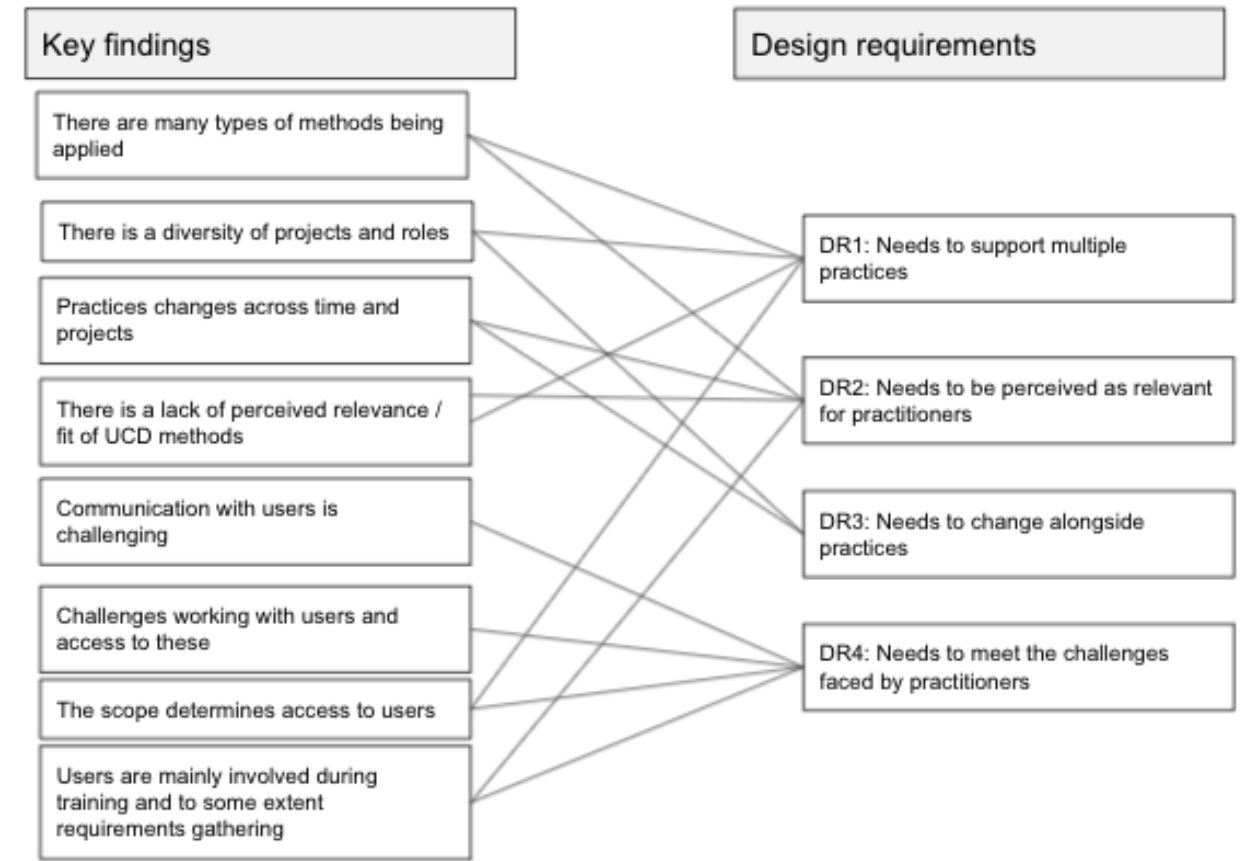 Key findings
Design requirements
There are many types of methods being
applied
There is a diversity of projects and roles
Practices changes across time and
projects
There is a lack of perceived relevance /
fit of UCD methods
Communication with users is
challenging
Challenges working with users and
access to these
The scope determines access to users
Users are mainly involved during
training and to some extent
requirements gathering
DR1: Needs to support multiple
practices
DR2: Needs to be perceived as relevant
for practitioners
DR3: Needs to change alongside
practices
DR4: Needs to meet the challenges
faced by practitioners